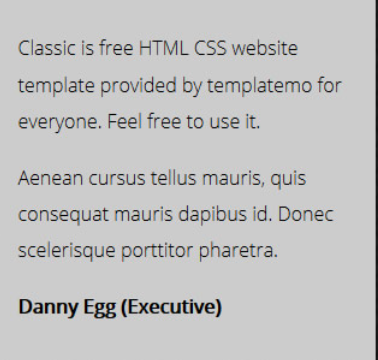 Classic is free HTML CSS website
template provided by templatemo for
everyone. Feel free to use it.
Aenean cursus tellus mauris, quis
consequat mauris dapibus id. Donec
scelerisque porttitor pharetra.
Danny Egg (Executive)